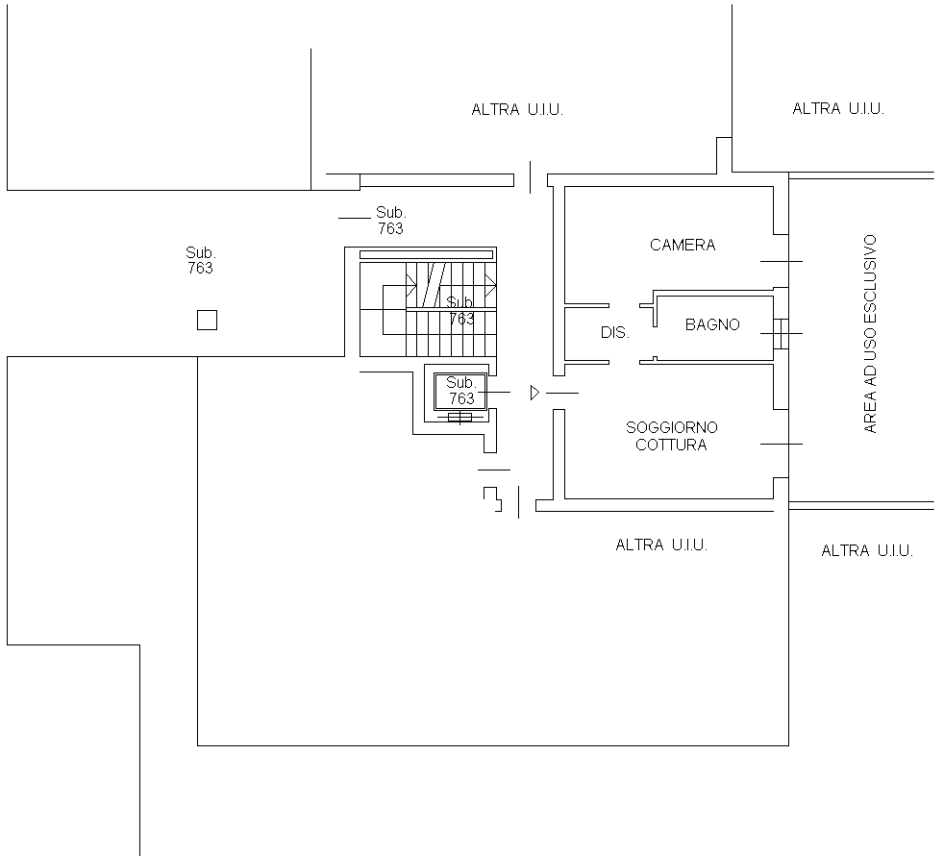 ALTRA U.I.U.
ALTRA U.I.U.
Sub.
763
Sub.
763
CAMERA
AREA AD USO ESCLUSIVO
Sub.
763
DIS.
BAGNO
Sub.
763
SOGGIORNO
COTTURA
ALTRA U.I.U.
ALTRA U.I.U.